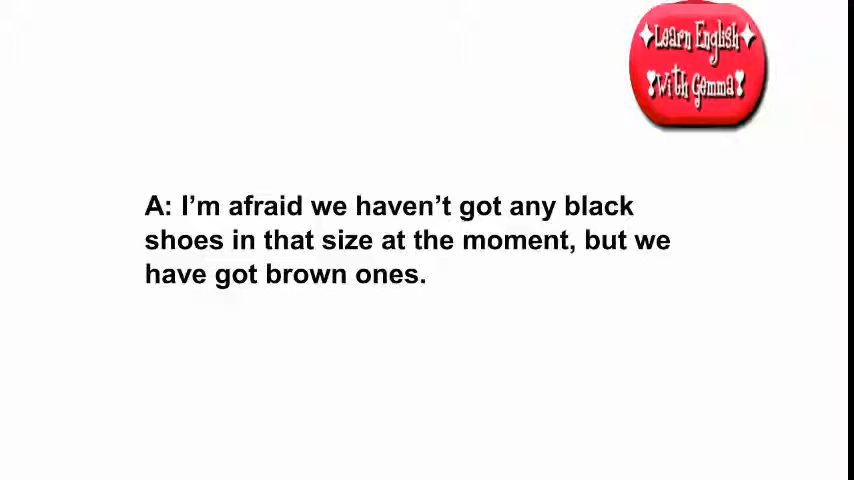 ✦Learn English✦
❣With Gemma❣
A: I’m afraid we haven’t got any black
shoes in that size at the moment, but we
have got brown ones.